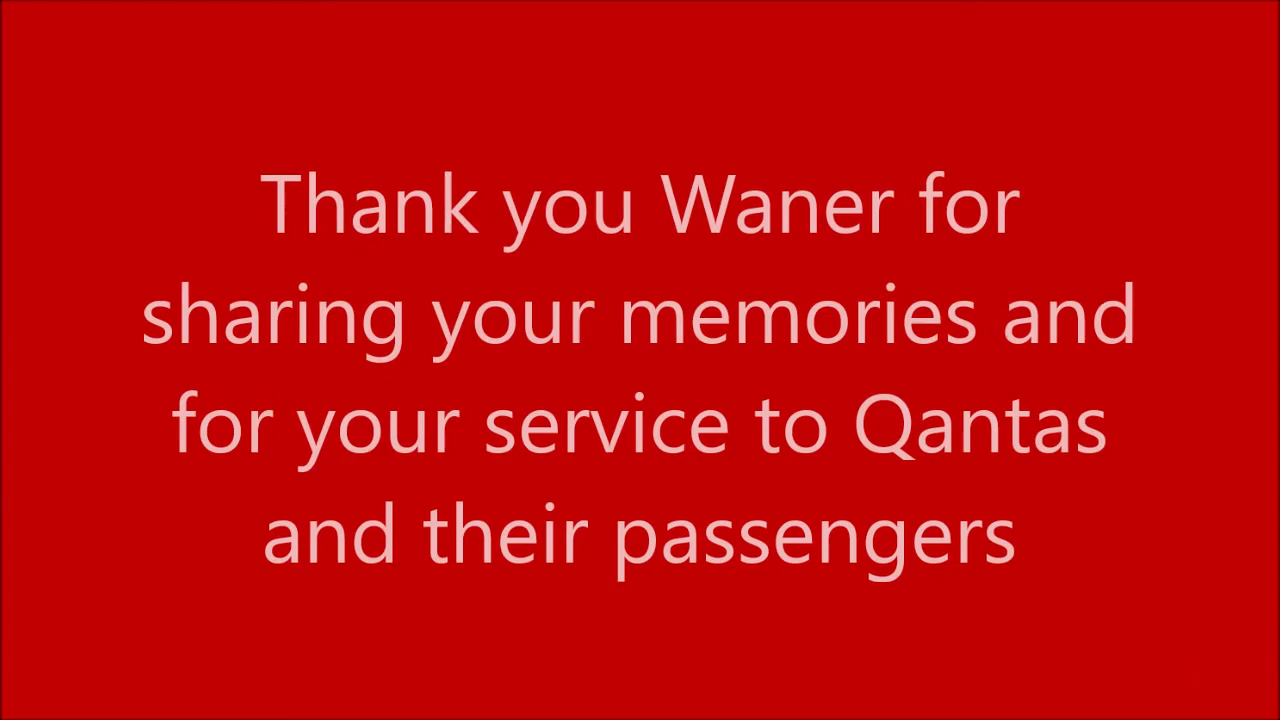 Thank you Waner for
sharing your memories and
for your service to Qantas
and their passengers